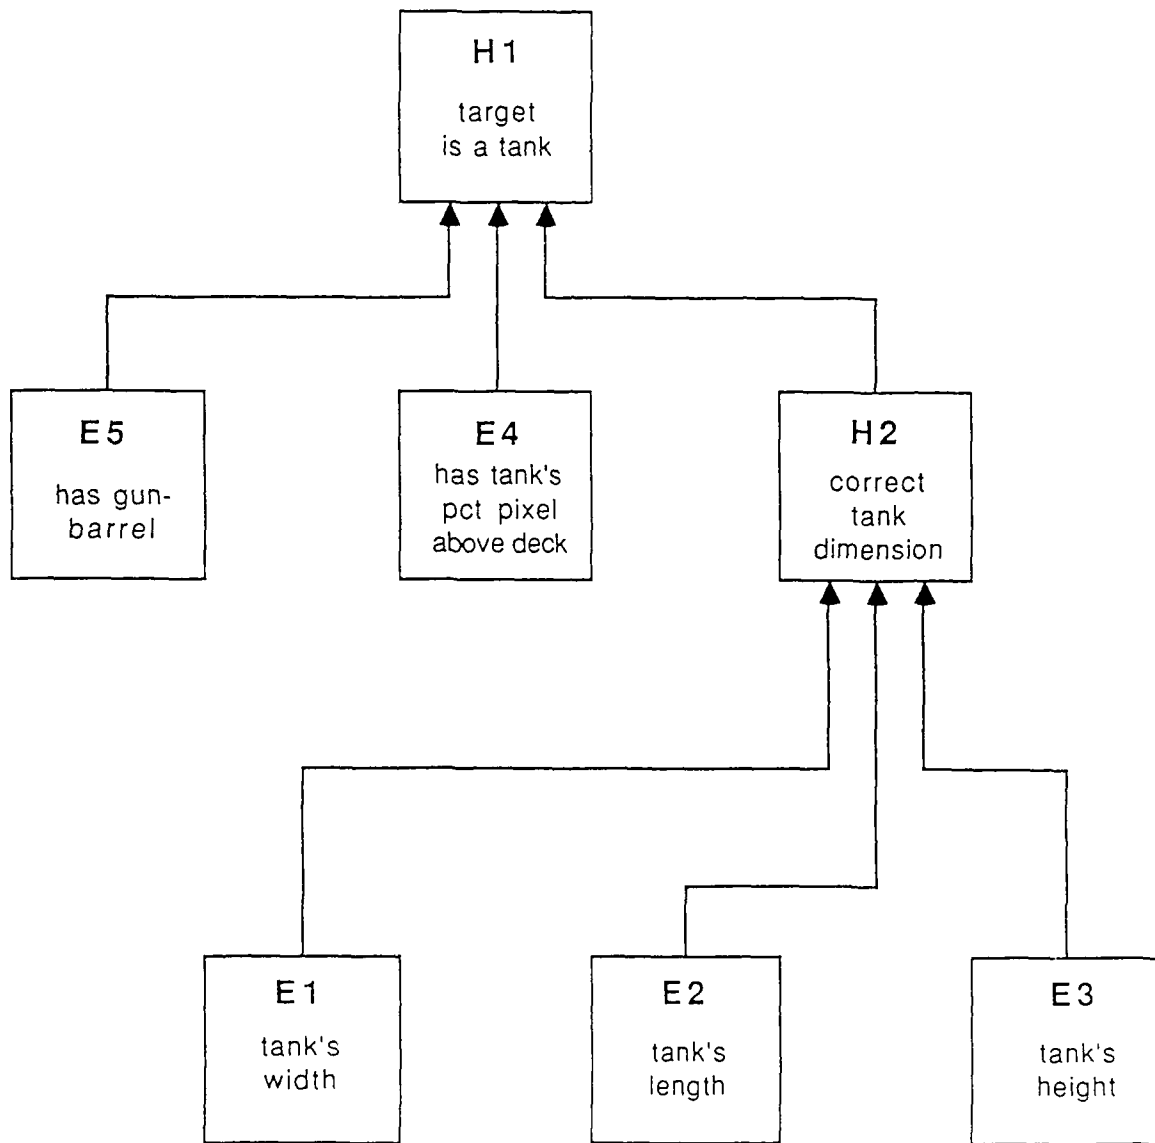 H1
target
is a tank
E5
has gun-
barrel
E4
has tank's
pct pixel
above deck
H2
correct
tank
dimension
E1
tank's
width
E2
tank's
length
E3
tank's
height